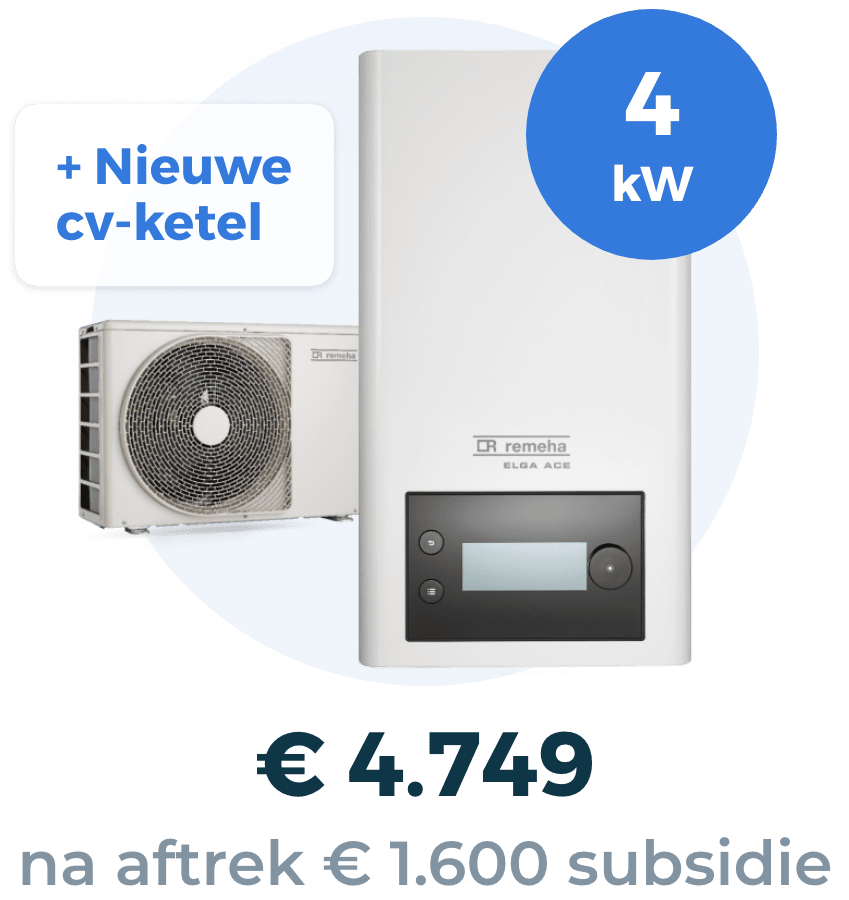 4
kW
+ Nieuwe
cv-ketel
remeha
remeha
ELGA ACE
€ 4.749
na aftrek € 1.600 subsidie